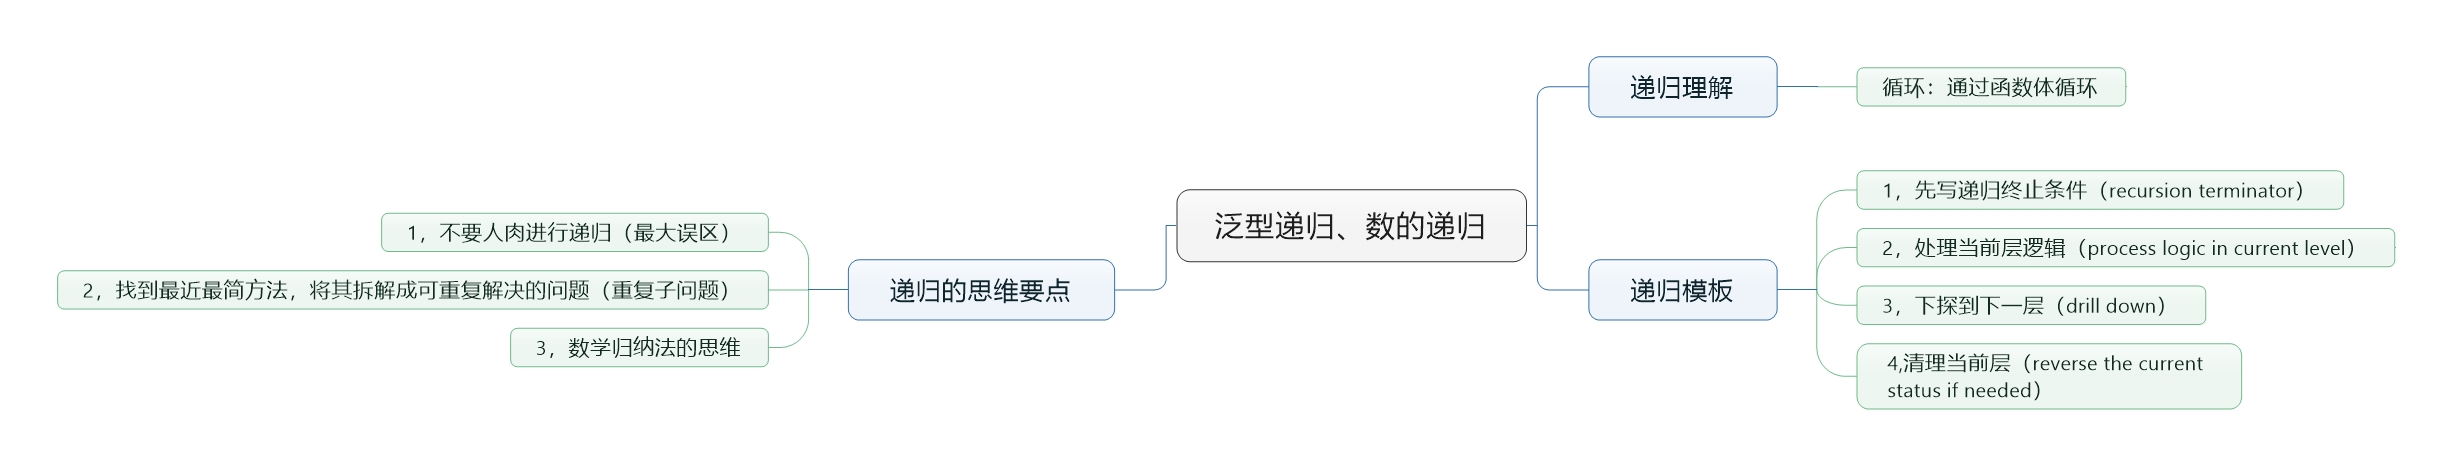 泛型递归、数的递归
递归理解
循环：通过函数体循环
递归模板
1，先写递归终止条件（recursion terminator）
2，处理当前层逻辑（process logic in current level）
3，下探到下一层（drill down）
4,清理当前层（reverse the current
status if needed）
递归的思维要点
1，不要人肉进行递归（最大误区）
2，找到最近最简方法，将其拆解成可重复解决的问题（重复子问题）
3，数学归纳法的思维